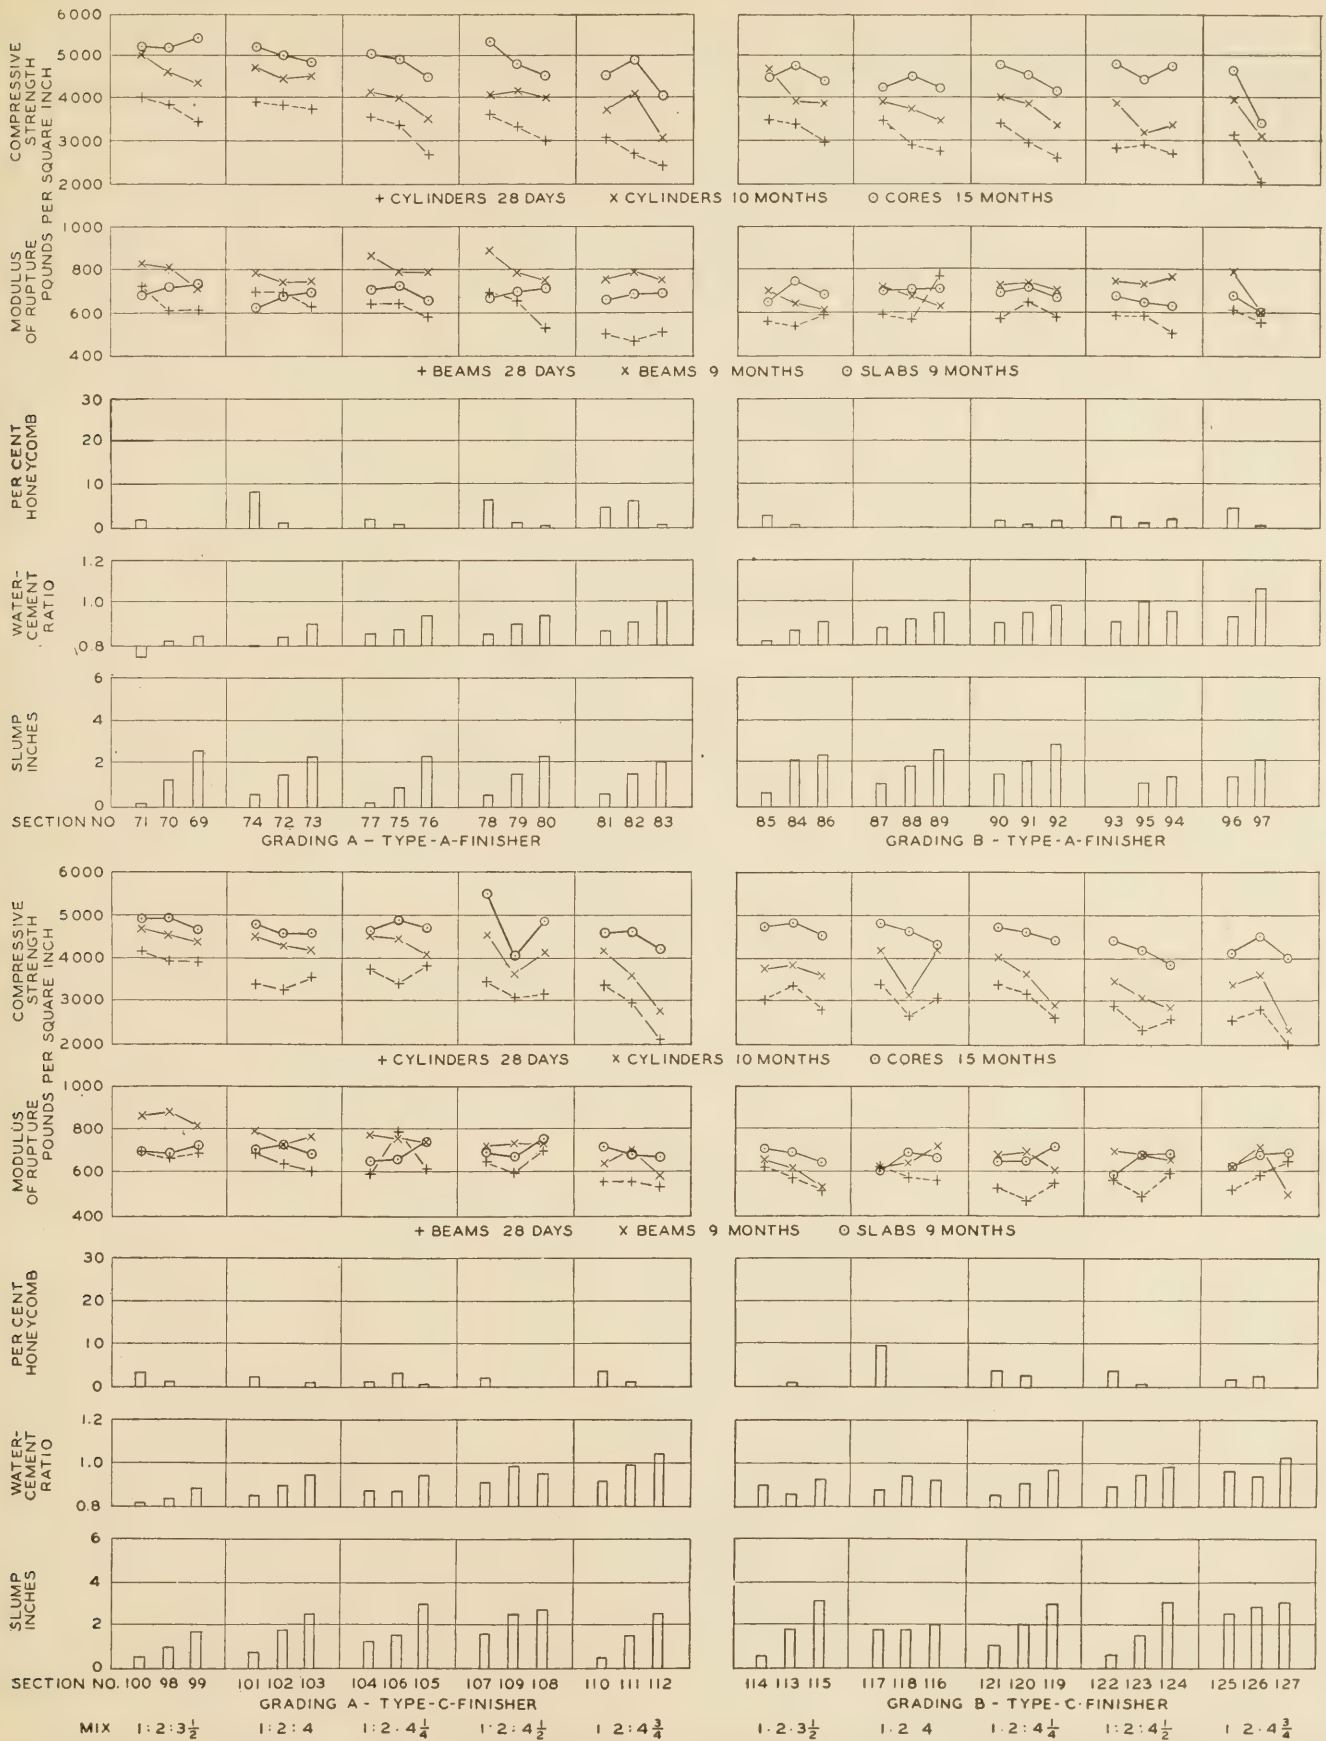 COMPRESSIVE
STRENGTH
POUNDS PER SQUARE INCH
6000
5000
4000
3000
2000
+ CYLINDERS 28 DAYS × CYLINDERS 10 MONTHS ⊙ CORES 15 MONTHS
MODULUS
OF RUPTURE
1000
800
600
400
+ BEAMS 28 DAYS × BEAMS 9 MONTHS ⊙ SLABS 9 MONTHS
PER CENT
HONEYCOMB
30
20
10
0
WATER-
CEMENT
RATIO
1.2
1.0
0.8
SLUMP
INCHES
6
4
2
0
SECTION NO 71 70 69 74 72 73 77 75 76 78 79 80 81 82 83 85 84 86 87 88 89 90 91 92 93 95 94 96 97
GRADING A - TYPE-A-FINISHER GRADING B - TYPE-A-FINISHER
COMPRESSIVE
STRENGTH
POUNDS PER SQUARE INCH
6000
5000
4000
3000
2000
+ CYLINDERS 28 DAYS × CYLINDERS 10 MONTHS ⊙ CORES 15 MONTHS
MODULUS
OF RUPTURE
1000
800
600
400
+ BEAMS 28 DAYS × BEAMS 9 MONTHS ⊙ SLABS 9 MONTHS
PER CENT
HONEYCOMB
30
20
10
0
WATER-
CEMENT
RATIO
1.2
1.0
0.8
SLUMP
INCHES
6
4
2
0
SECTION NO. 100 98 99 101 102 103 104 106 105 107 109 108 110 111 112 114 113 115 117 118 116 121 120 119 122 123 124 125 126 127
GRADING A - TYPE-C-FINISHER GRADING B - TYPE-C-FINISHER
MIX 1:2:3½ 1:2:4 1:2.4¼ 1:2:4½ 1 2:4¾ 1.2.3½ 1.2 4 1.2:4¼ 1:2:4½ 1 2.4¾